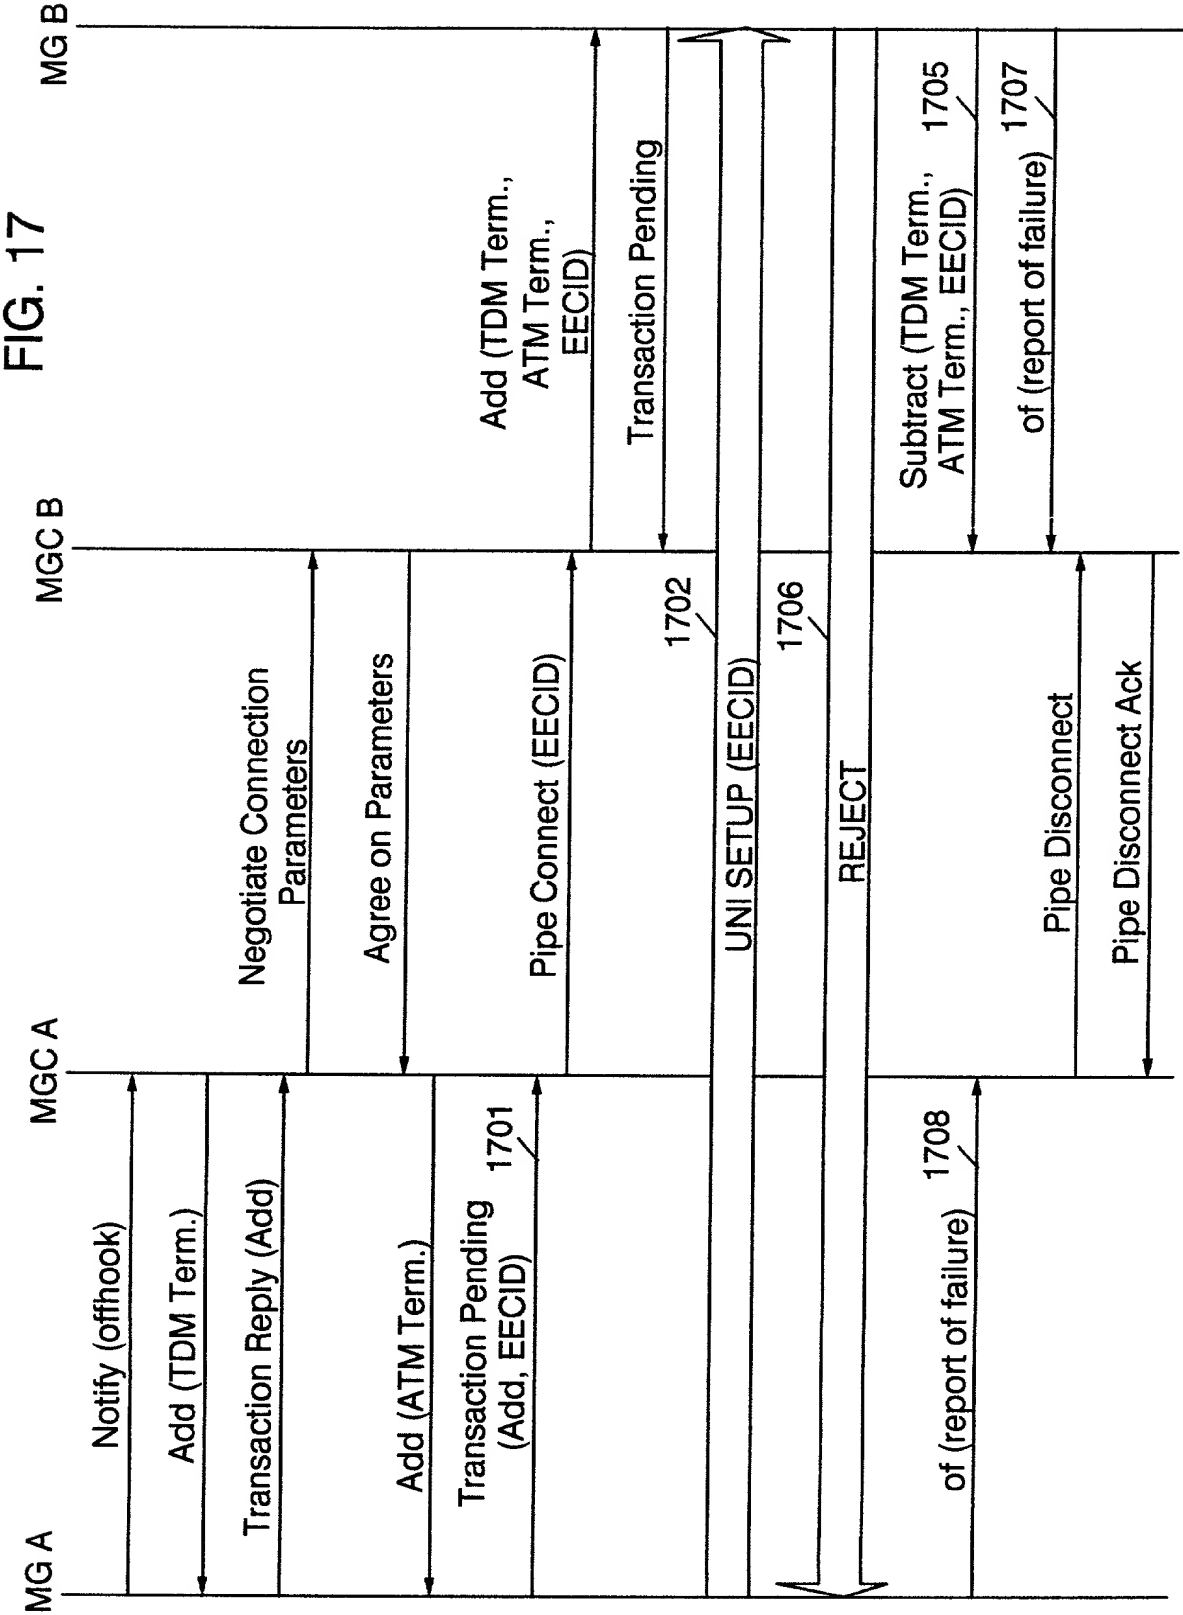 FIG. 17
MG A
MGC A
MGC B
MG B
Notify (offhook)
Add (TDM Term.)
Transaction Reply (Add)
Negotiate Connection
Parameters
Agree on Parameters
Add (ATM Term.)
Transaction Pending
(Add, EECID)
1701
Pipe Connect (EECID)
Add (TDM Term.,
ATM Term.,
EECID)
Transaction Pending
1702
UNI SETUP (EECID)
1706
REJECT
of (report of failure)
1708
Subtract (TDM Term.,
ATM Term., EECID)
1705
of (report of failure)
1707
Pipe Disconnect
Pipe Disconnect Ack